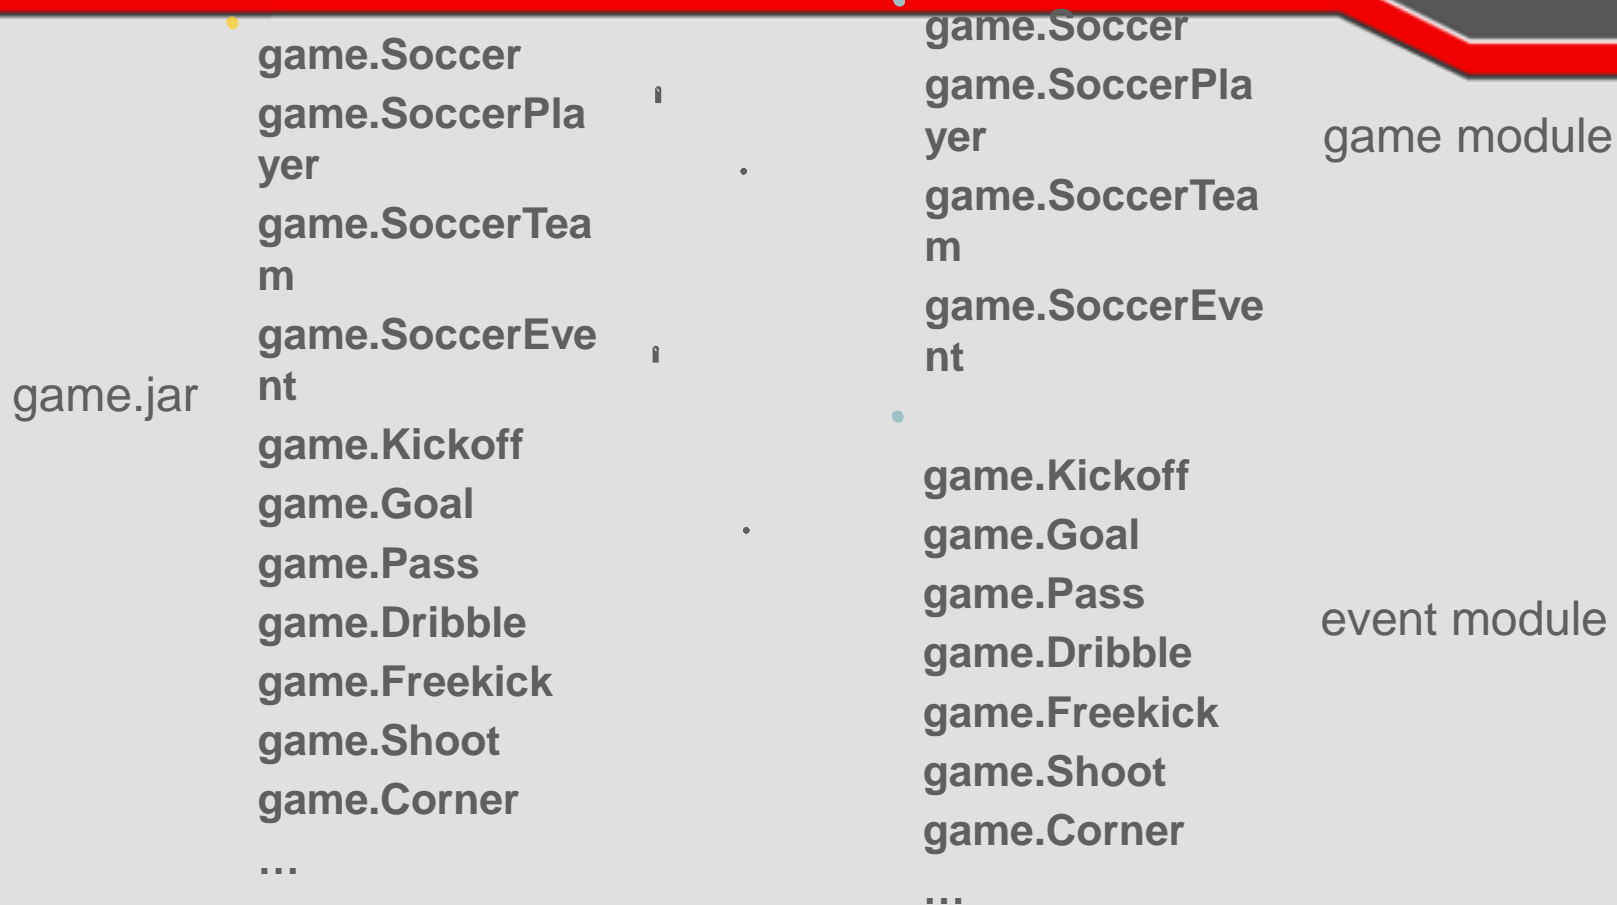 game.jar
game.Soccer
game.SoccerPla
yer
game.SoccerTea
m
game.SoccerEve
nt
game.Kickoff
game.Goal
game.Pass
game.Dribble
game.Freekick
game.Shoot
game.Corner
…
game.Soccer
game.SoccerPla
yer
game.SoccerTea
m
game.SoccerEve
nt
game module
game.Kickoff
game.Goal
game.Pass
game.Dribble
game.Freekick
game.Shoot
game.Corner
…
event module